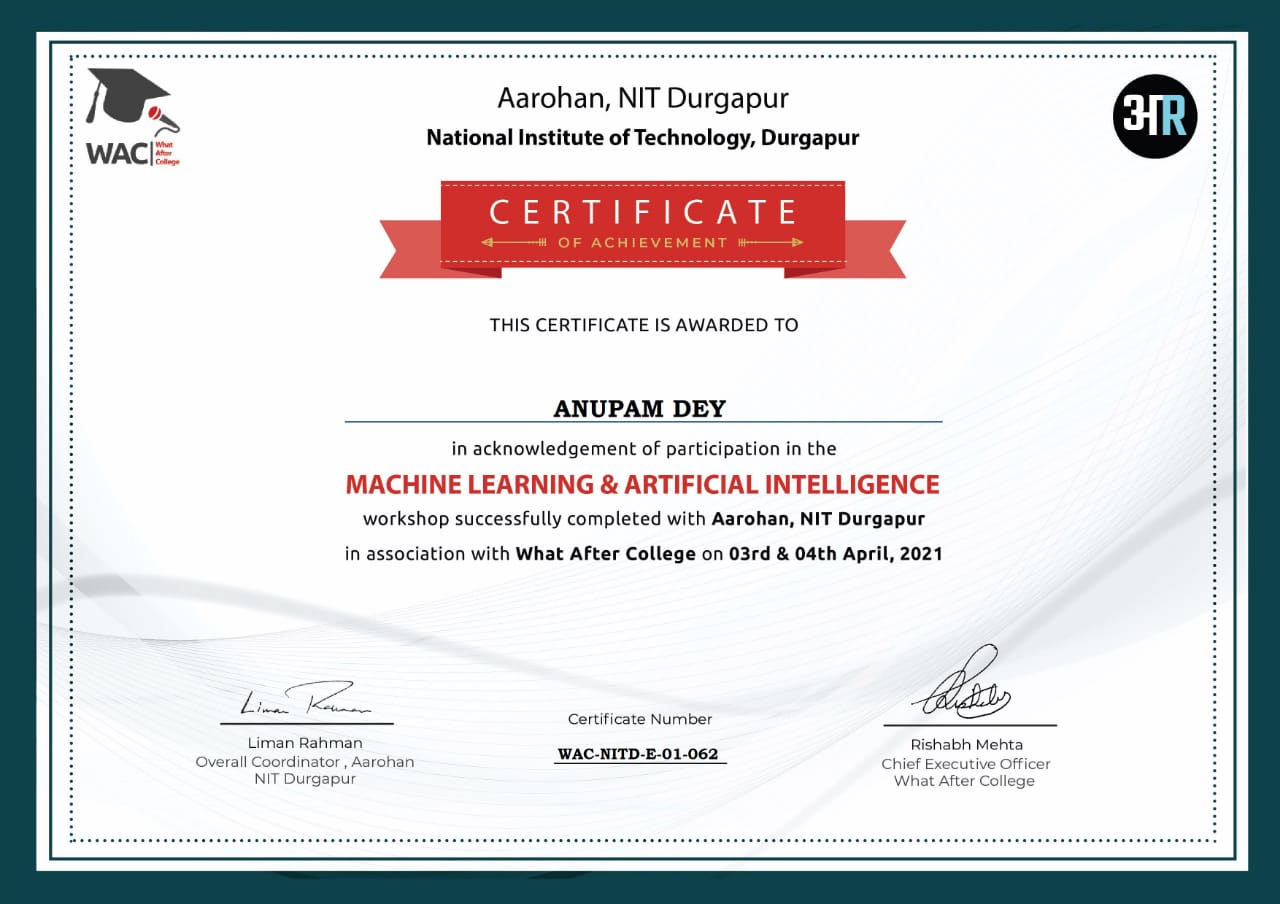 WAC
What
After
College
अR
Aarohan, NIT Durgapur
National Institute of Technology, Durgapur
CERTIFICATE
OF ACHIEVEMENT
THIS CERTIFICATE IS AWARDED TO
ANUPAM DEY
in acknowledgement of participation in the
MACHINE LEARNING & ARTIFICIAL INTELLIGENCE
workshop successfully completed with Aarohan, NIT Durgapur
in association with What After College on 03rd & 04th April, 2021
Liman Rahman
Liman Rahman
Overall Coordinator , Aarohan
NIT Durgapur
Certificate Number
WAC-NITD-E-01-062
Rishabh Mehta
Chief Executive Officer
What After College